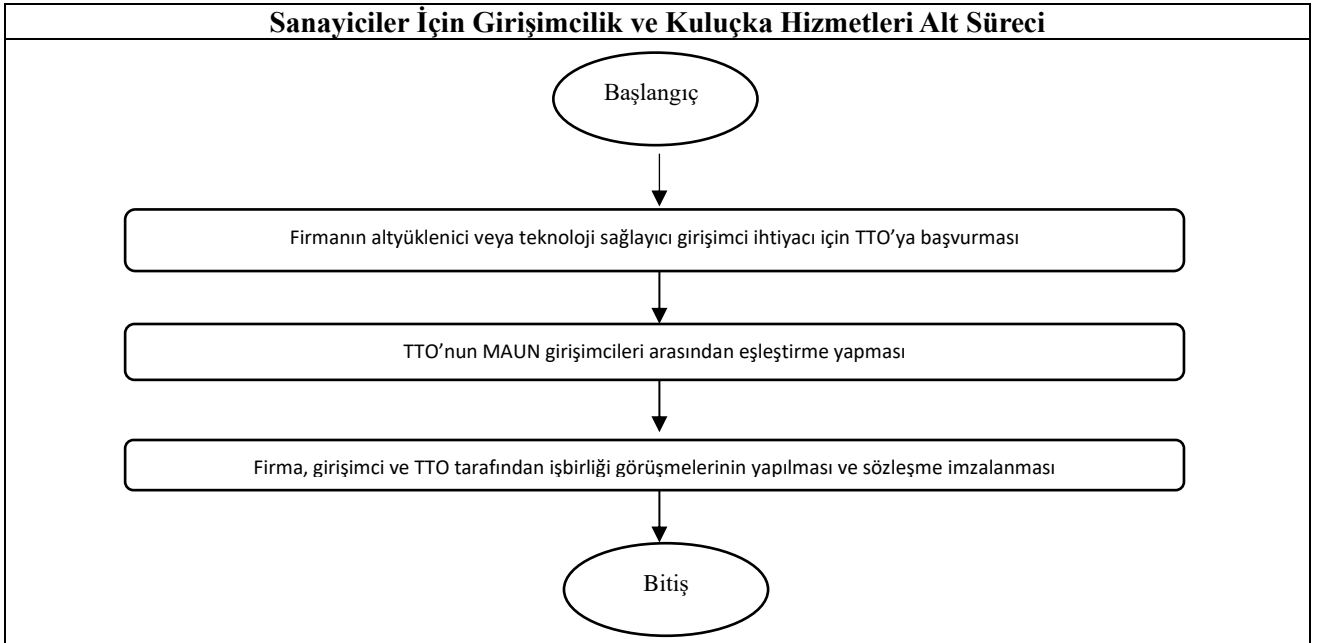 Sanayiciler İçin Girişimcilik ve Kuluçka Hizmetleri Alt Süreci
Başlangıç
Firmanın altyüklenici veya teknoloji sağlayıcı girişimci ihtiyacı için TTO’ya başvurması
TTO’nun MAUN girişimcileri arasından eşleştirme yapması
Firma, girişimci ve TTO tarafından işbirliği görüşmelerinin yapılması ve sözleşme imzalanması
Bitiş